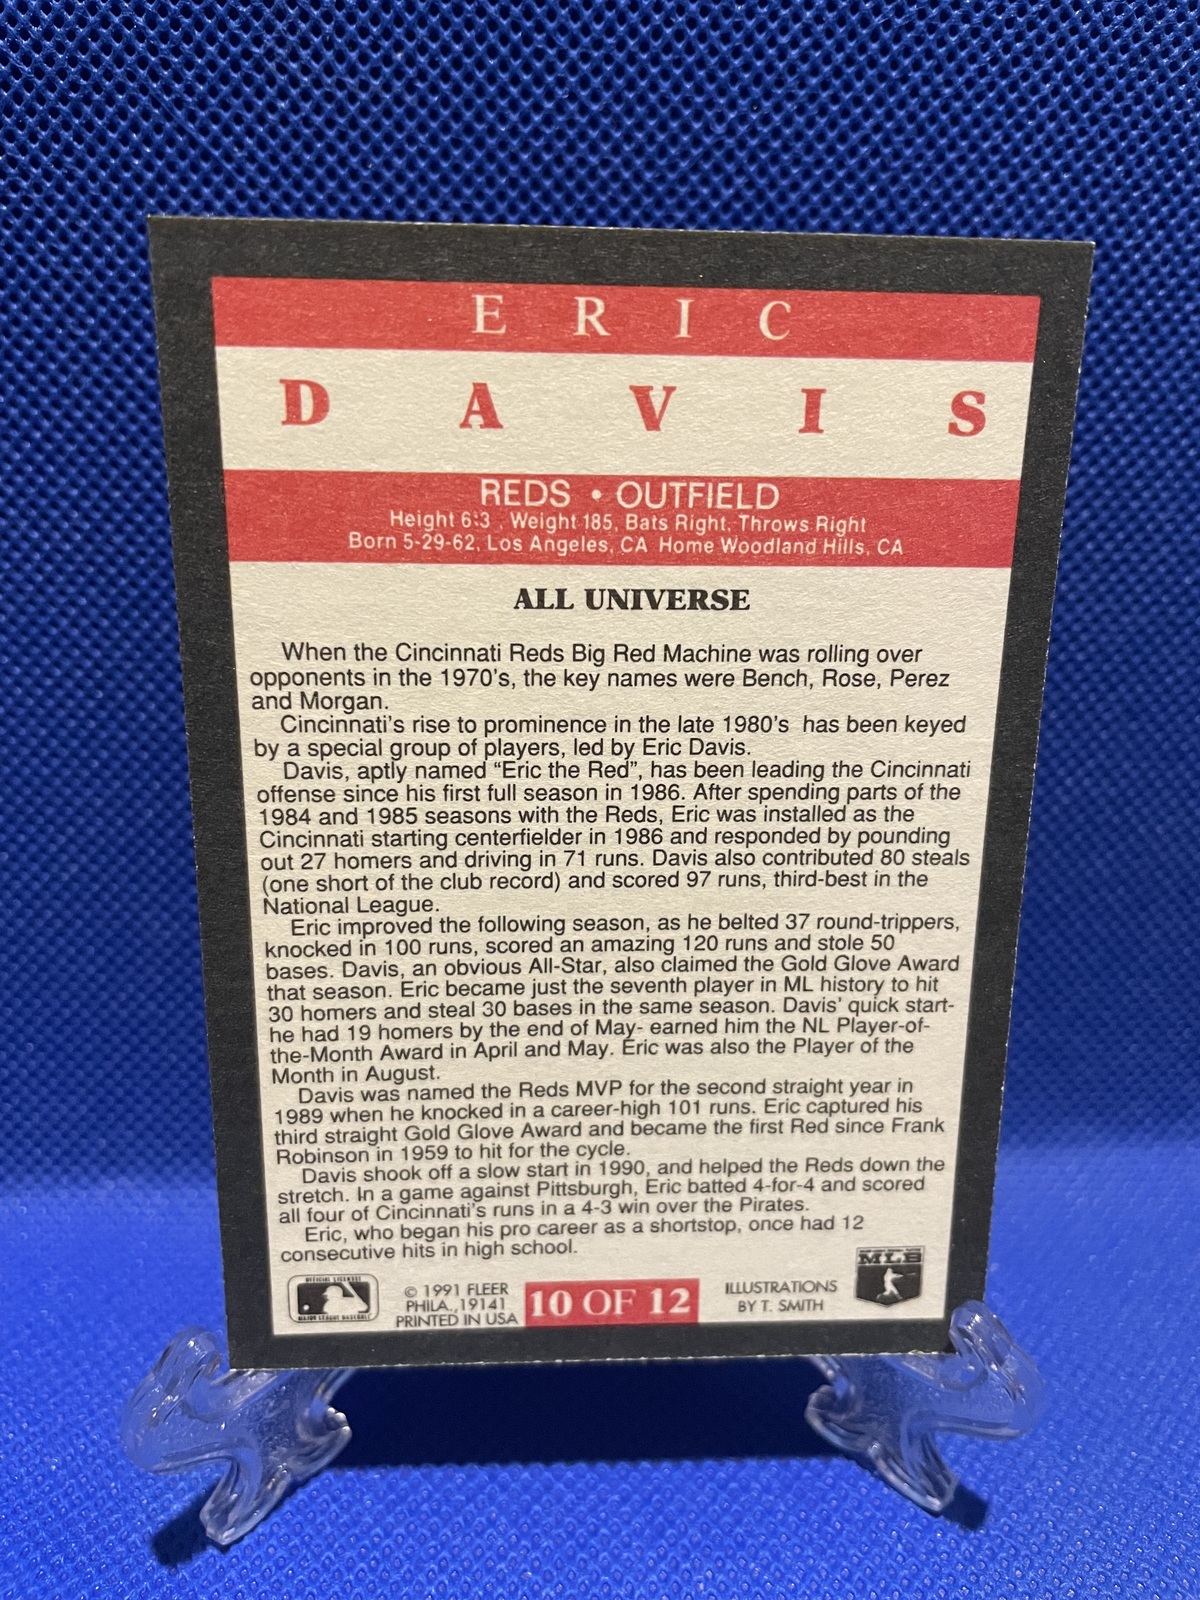 ERIC
DAVIS
REDS • OUTFIELD
Height 6:3 , Weight 185, Bats Right, Throws Right
Born 5-29-62, Los Angeles, CA Home Woodland Hills, CA
ALL UNIVERSE
When the Cincinnati Reds Big Red Machine was rolling over
opponents in the 1970's, the key names were Bench, Rose, Perez
and Morgan.
Cincinnati's rise to prominence in the late 1980's has been keyed
by a special group of players, led by Eric Davis.
Davis, aptly named “Eric the Red”, has been leading the Cincinnati
offense since his first full season in 1986. After spending parts of the
1984 and 1985 seasons with the Reds, Eric was installed as the
Cincinnati starting centerfielder in 1986 and responded by pounding
out 27 homers and driving in 71 runs. Davis also contributed 80 steals
(one short of the club record) and scored 97 runs, third-best in the
National League.
Eric improved the following season, as he belted 37 round-trippers,
knocked in 100 runs, scored an amazing 120 runs and stole 50
bases. Davis, an obvious All-Star, also claimed the Gold Glove Award
that season. Eric became just the seventh player in ML history to hit
30 homers and steal 30 bases in the same season. Davis' quick start-
he had 19 homers by the end of May- earned him the NL Player-of-
the-Month Award in April and May. Eric was also the Player of the
Month in August.
Davis was named the Reds MVP for the second straight year in
1989 when he knocked in a career-high 101 runs. Eric captured his
third straight Gold Glove Award and became the first Red since Frank
Robinson in 1959 to hit for the cycle.
Davis shook off a slow start in 1990, and helped the Reds down the
stretch. In a game against Pittsburgh, Eric batted 4-for-4 and scored
all four of Cincinnati's runs in a 4-3 win over the Pirates.
Eric, who began his pro career as a shortstop, once had 12
consecutive hits in high school.
OFFICIAL LICENSEE
MAJOR LEAGUE BASEBALL
© 1991 FLEER
PHILA., 19141
PRINTED IN USA
10 OF 12
ILLUSTRATIONS
BY T. SMITH
MLB